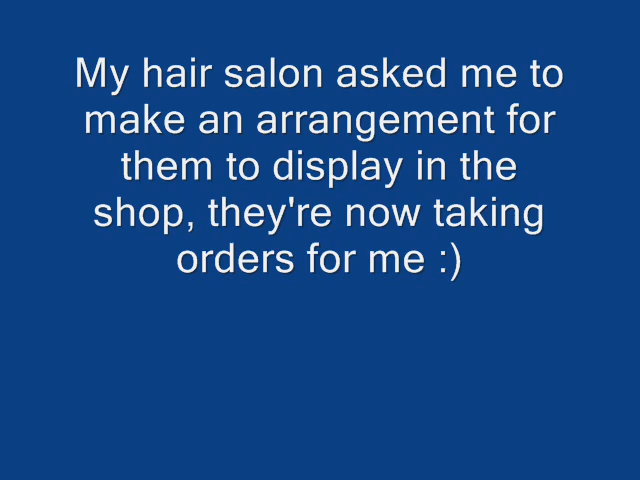 My hair salon asked me to
make an arrangement for
them to display in the
shop, they're now taking
orders for me :)